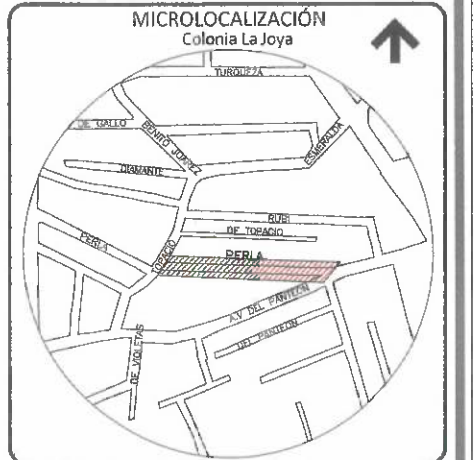 MICROLOCALIZACIÓN
Colonia La Joya
TURQUEZA
DE GALLO
BENITO JUAREZ
ESMERALDA
DIAMANTE
RUBI
DE TOPACIO
PERLA
PERLA
TOPACIO
AV DEL PANTEON
DEL PANTEON
DE VIOLETAS